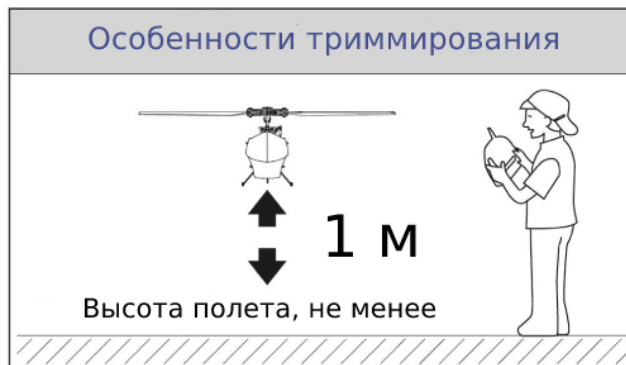 Особенности триммирования
1 м
Высота полета, не менее